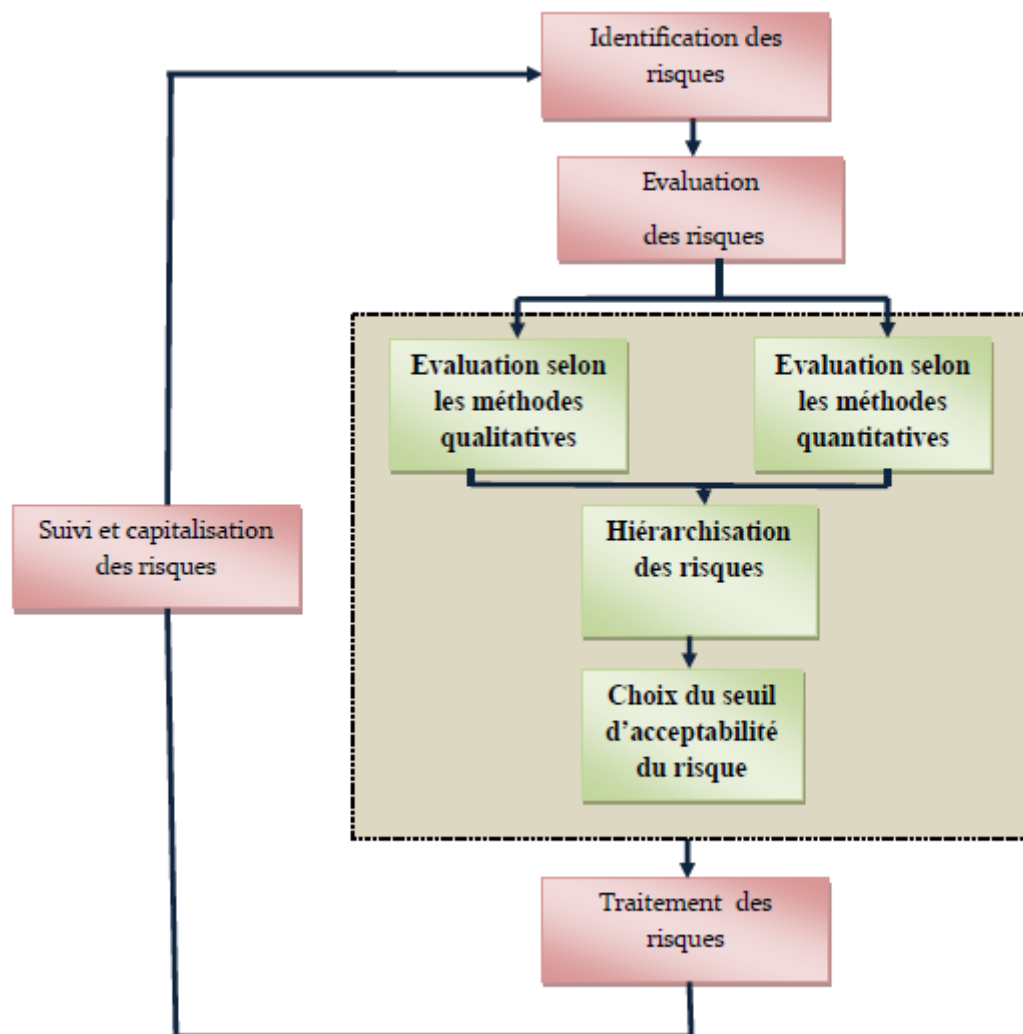 Identification des
risques
Evaluation
des risques
Evaluation selon
les méthodes
qualitatives
Evaluation selon
les méthodes
quantitatives
Suivi et capitalisation
des risques
Hiérarchisation
des risques
Choix du seuil
d’acceptabilité
du risque
Traitement des
risques